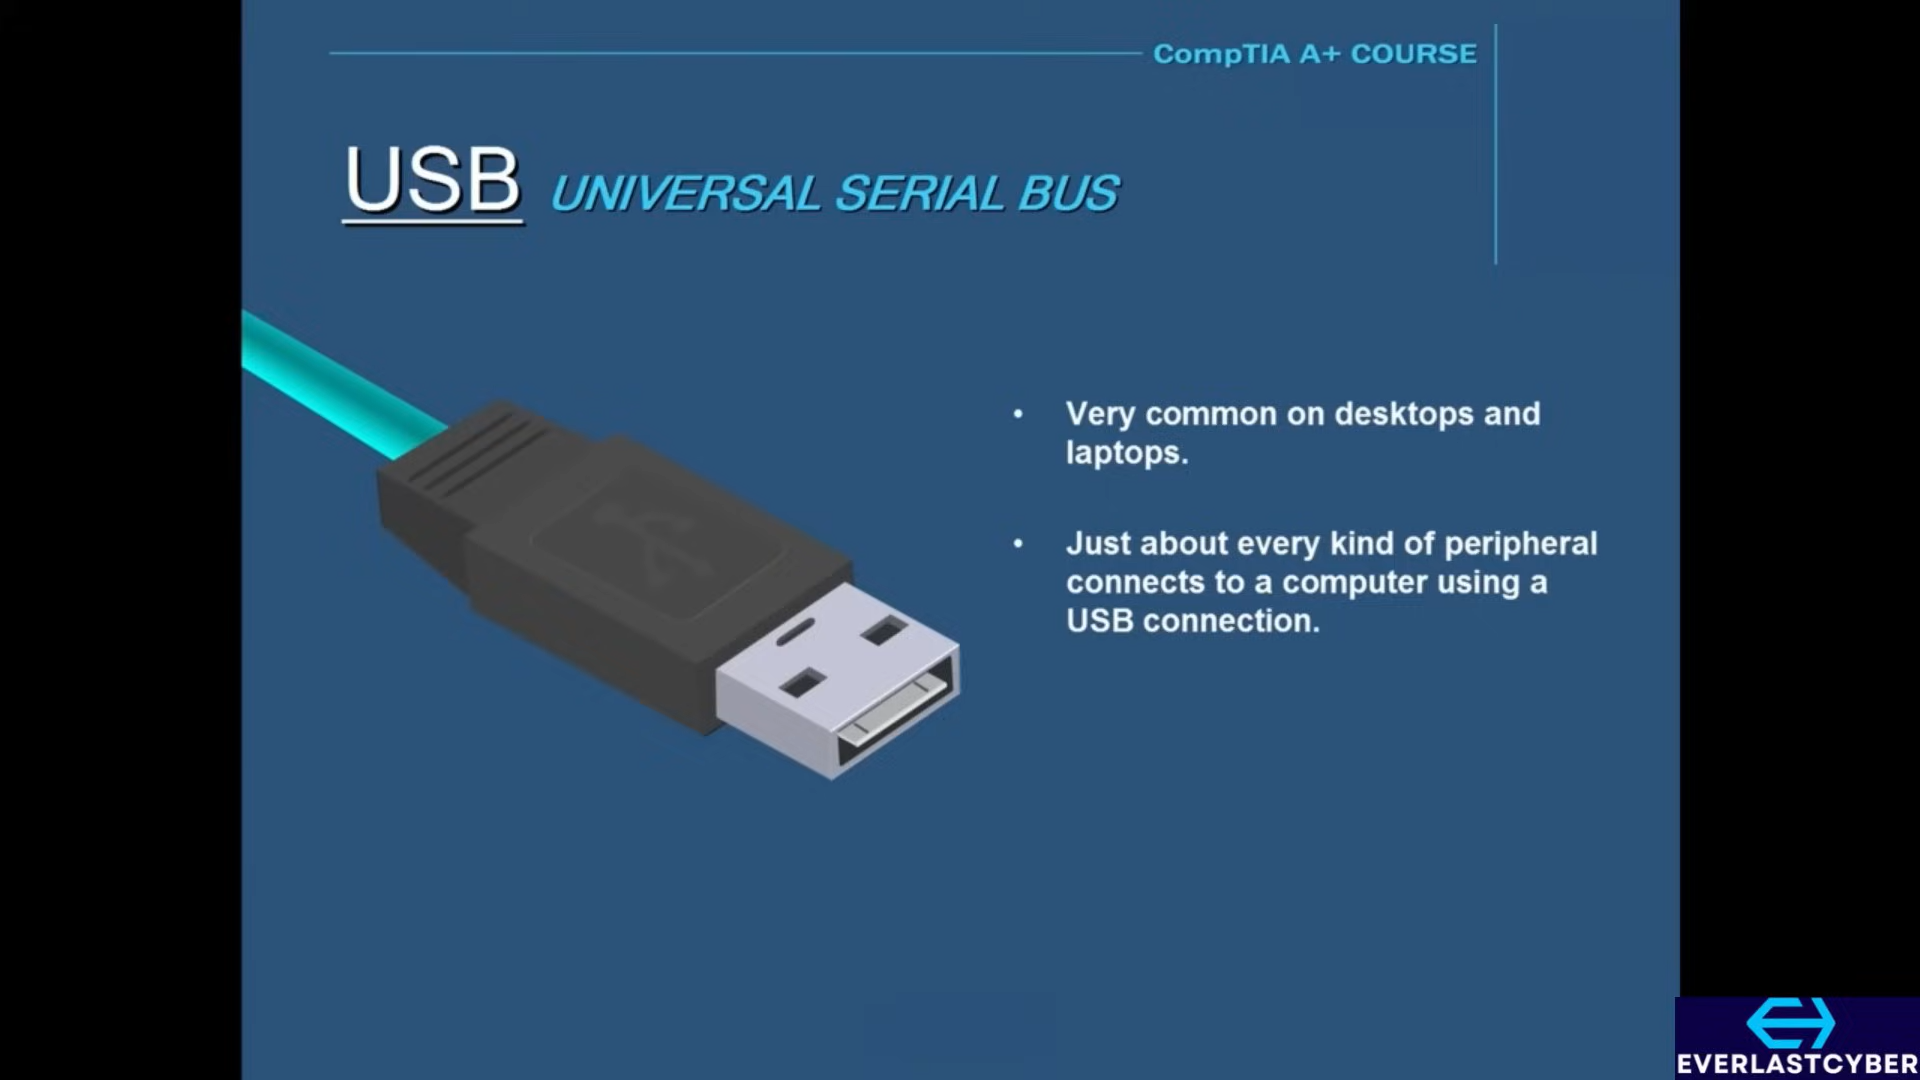 CompTIA A+ COURSE
USB UNIVERSAL SERIAL BUS
• Very common on desktops and
laptops.
• Just about every kind of peripheral
connects to a computer using a
USB connection.
EVERLASTCYBER